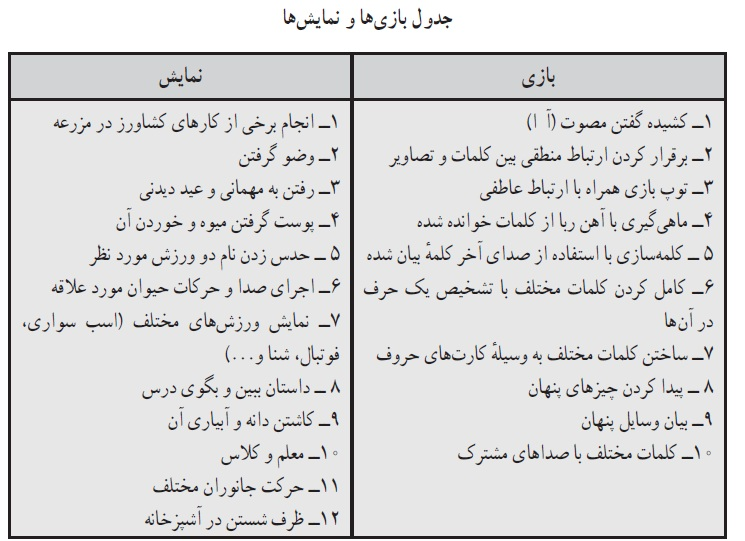 جدول بازی‌ها و نمایش‌ها
بازی
۱ــ کشیده گفتن مصوت (آ ا)
۲ــ برقرار کردن ارتباط منطقی بین کلمات و تصاویر
۳ــ توپ بازی همراه با ارتباط عاطفی
۴ــ ماهی‌گیری با آهن ربا از کلمات خوانده شده
۵ ــ کلمه‌سازی با استفاده از صدای آخر کلمهٔ بیان شده
۶ــ کامل کردن کلمات مختلف با تشخیص یک حرف
در آن‌ها
۷ــ ساختن کلمات مختلف به وسیلهٔ کارت‌های حروف
۸ ــ پیدا کردن چیزهای پنهان
۹ــ بیان وسایل پنهان
۱۰ــ کلمات مختلف با صداهای مشترک
نمایش
۱ــ انجام برخی از کارهای کشاورز در مزرعه
۲ــ وضو گرفتن
۳ــ رفتن به مهمانی و عید دیدنی
۴ــ پوست گرفتن میوه و خوردن آن
۵ ــ حدس زدن نام دو ورزش مورد نظر
۶ــ اجرای صدا و حرکات حیوان مورد علاقه
۷ــ نمایش ورزش‌های مختلف (اسب سواری،
فوتبال، شنا و...)
۸ ــ داستان ببین و بگوی درس
۹ــ کاشتن دانه و آبیاری آن
۱۰ــ معلم و کلاس
۱۱ــ حرکت جانوران مختلف
۱۲ــ ظرف شستن در آشپزخانه